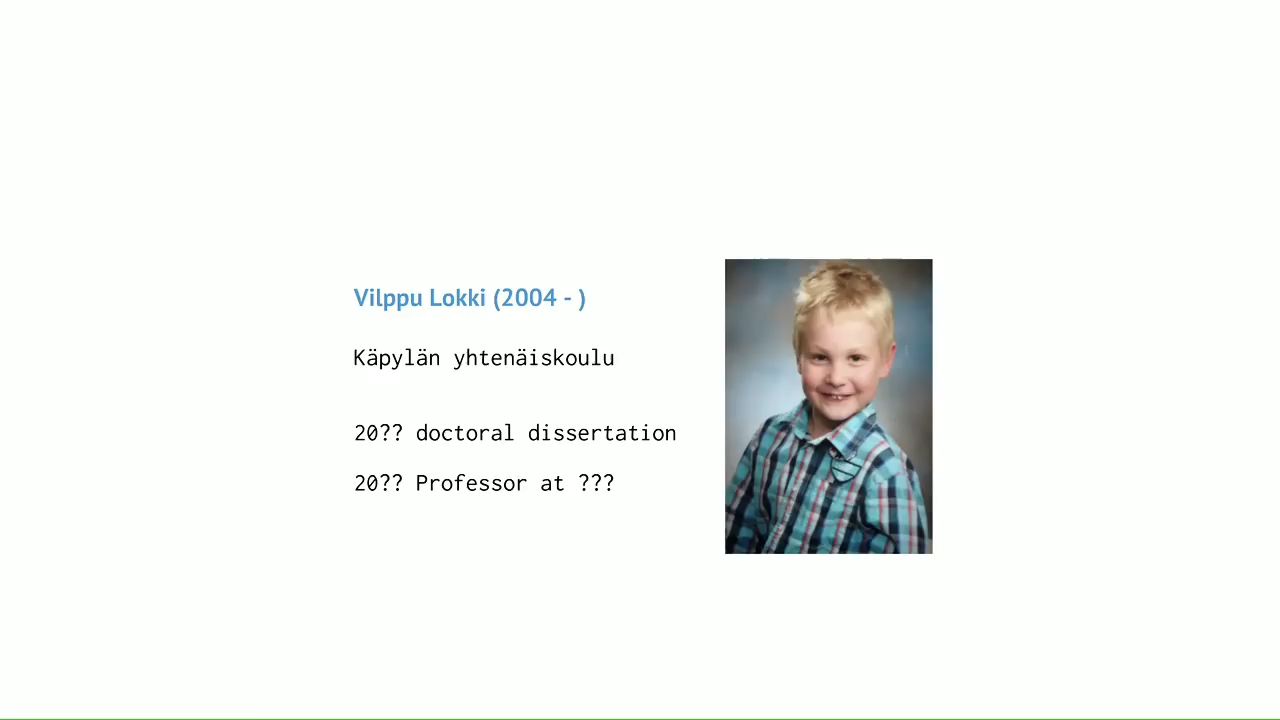 Vilppu Lokki (2004 - )
Käpylän yhtenäiskoulu
20?? doctoral dissertation
20?? Professor at ???